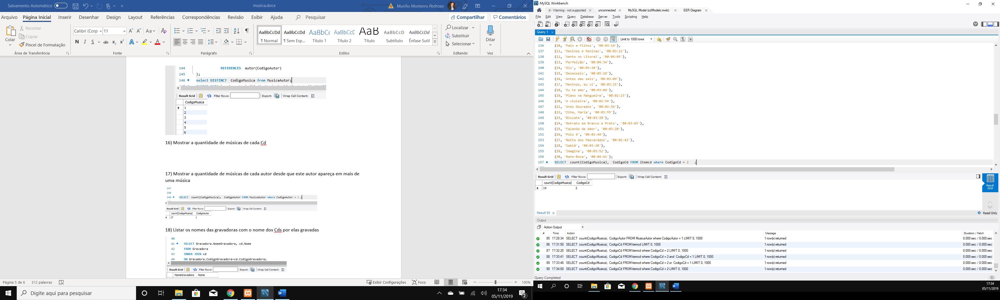 Salvamento Automático
musica.docx
Murillo Monteiro Pedroso
Arquivo Página Inicial Inserir Desenhar Design Layout Referências Correspondências Revisão Exibir Ajuda Pesquisar Compartilhar Comentários
Colar
Recortar
Copiar
Pincel de Formatação
Área de Transferência
Calibri (Corp 11
N I S ab x₂ x²
Fonte
Parágrafo
AaBbCcDd AaBbCcDd AaBbC( AaBbCcE AaB AaBbCcD AaBbCcDd
¶ Normal ¶ Sem Esp... Título 1 Título 2 Título Subtítulo Ênfase Sutil
Estilos
Localizar
Substituir
Selecionar
Editando
Ditar
Voz
144 REFERENCES autor(CodigoAutor)
145 );
146 select DISTINCT CodigoMusica from MusicaAutor;
Result Grid Filter Rows: Export: Wrap Cell Content:
CodigoMusica
1
2
3
4
5
6
16) Mostrar a quantidade de músicas de cada Cd
17) Mostrar a quantidade de músicas de cada autor desde que este autor apareça em mais de
uma música
147
148
149 SELECT count(CodigoMusica), CodigoAutor FROM MusicaAutor where CodigoAutor = 1 ;
Result Grid Filter Rows: Export: Wrap Cell Content:
count(CodigoMusica) CodigoAutor
17 1
18) Listar os nomes das gravadoras com o nome dos Cds por elas gravadas
40
41 SELECT Gravadora.NomeGravadora, cd.Nome
42 FROM Gravadora
43 INNER JOIN cd
44 ON Gravadora.CodigoGravadora=cd.CodigoGravadora;
Result Grid Filter Rows: Export: Wrap Cell Content:
NomeGravadora Nome
Página 5 de 6 312 palavras Exibir Configurações Foco 100%
Digite aqui para pesquisar
17:34
05/11/2019
2
MySQL Workbench
d - Warning - not supported unconnected MySQL Model (cdModelo.mwb) EER Diagram
File Edit View Query Database Server Tools Scripting Help
Query 1
Limit to 1000 rows
136 (10, 'Pais e Filhos', '00:03:16'),
137 (11, 'Meninos e Meninas', '00:03:22'),
138 (12, 'Vento no Litoral', '00:06:05'),
139 (13, 'Perfeição', '00:04:34'),
140 (14, 'Giz', '00:03:20'),
141 (15, 'Dezesseis', '00:05:28'),
142 (16, 'Antes das seis', '00:03:09'),
143 (17, 'Meninos, eu vi', '00:03:25'),
144 (18, 'Eu te amo', '00:03:06'),
145 (19, 'Piano na Mangueira', '00:02:23'),
146 (20, 'A violeira', '00:02:54'),
147 (21, 'Anos Dourados', '00:02:56'),
148 (22, 'Olha, Maria', '00:03:55'),
149 (23, 'Biscate', '00:03:20'),
150 (24, 'Retrato em Branco e Preto', '00:03:03'),
151 (25, 'Falando de Amor', '00:03:20'),
152 (26, 'Pois é', '00:02:48'),
153 (27, 'Noite dos Mascarados', '00:02:42'),
154 (28, 'Sabiá', '00:03:20'),
155 (29, 'Imagina', '00:03:52'),
156 (30, 'Bate-Boca', '00:04:41');
157 SELECT count(CodigoMusica), CodigoCd FROM itemcd where CodigoCd = 2 ;
Result Grid Filter Rows: Export: Wrap Cell Content:
count(CodigoMusica) CodigoCd
14 2
Result Grid
Result 50
Read Only
Output
Action Output
# Time Action Message Duration / Fetch
85 17:28:34 SELECT count(CodigoMusica), CodigoAutor FROM MusicaAutor where CodigoAutor = 1 LIMIT 0, 1000 1 row(s) returned 0.000 sec / 0.000 sec
86 17:31:50 SELECT count(CodigoMusica), CodigoCd FROM itemcd LIMIT 0, 1000 1 row(s) returned 0.000 sec / 0.000 sec
87 17:32:20 SELECT count(CodigoMusica), CodigoCd FROM itemcd where CodigoCd = 2 LIMIT 0, 1000 1 row(s) returned 0.000 sec / 0.000 sec
88 17:33:41 SELECT count(CodigoMusica), CodigoCd FROM itemcd where CodigoCd = 2 and CodigoCd = 1 LIMIT 0, 1000 1 row(s) returned 0.000 sec / 0.000 sec
89 17:33:46 SELECT count(CodigoMusica), CodigoCd FROM itemcd where CodigoCd = 2 or CodigoCd = 1 LIMIT 0, 1000 1 row(s) returned 0.000 sec / 0.000 sec
90 17:34:00 SELECT count(CodigoMusica), CodigoCd FROM itemcd where CodigoCd = 2 LIMIT 0, 1000 1 row(s) returned 0.000 sec / 0.000 sec
Query Completed
17:34
05/11/2019